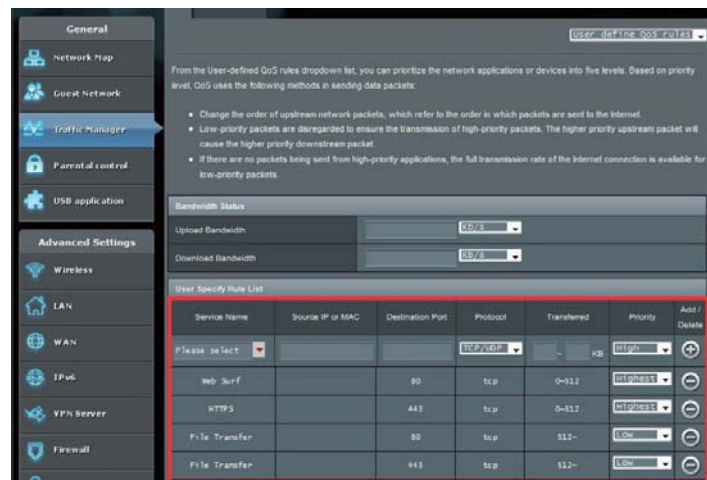 General
Network Map
Guest Network
Traffic Manager
Parental control
USB application
Advanced Settings
Wireless
LAN
WAN
IPv6
VPN Server
Firewall
User define QoS rules
From the User-defined QoS rules dropdown list, you can prioritize the network applications or devices into five levels. Based on priority
level, QoS uses the following methods in sending data packets:
Change the order of upstream network packets, which refer to the order in which packets are sent to the Internet.
Low-priority packets are disregarded to ensure the transmission of high-priority packets. The higher priority upstream packet will
cause the higher priority downstream packet.
If there are no packets being sent from high-priority applications, the full transmission rate of the Internet connection is available for
low-priority packets.
Bandwidth Status
Upload Bandwidth KD/s
Download Bandwidth KD/s
User Specify Rule List
Service Name Source IP or MAC Destination Port Protocol Transferred Priority Add / Delete
Please select TCP/UDP ~ KB High
Web Surf 80 tcp 0~512 Highest
HTTPS 443 tcp 0~512 Highest
File Transfer 80 tcp 512~ Low
File Transfer 443 tcp 512~ Low